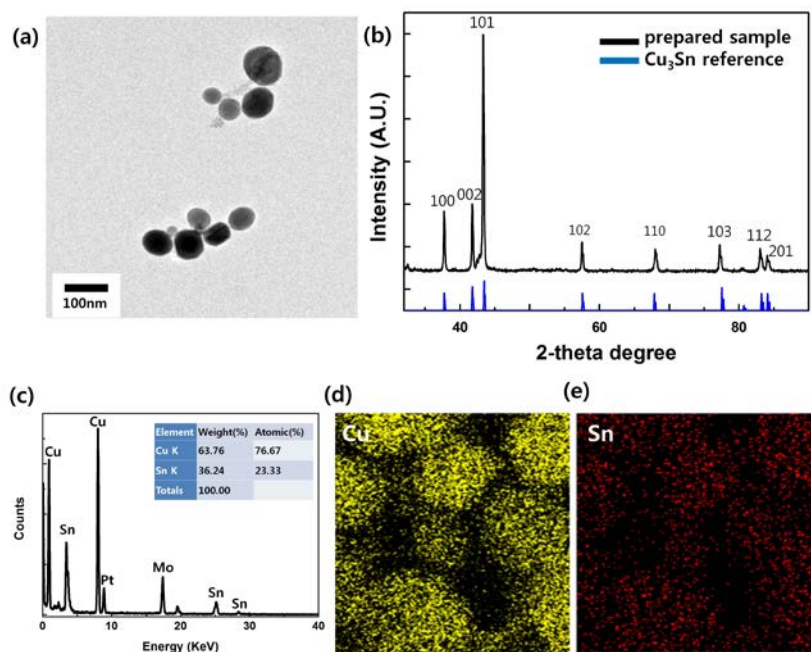 (a)
100nm
(b)
101
prepared sample
Cu₃Sn reference
100
002
102
110
103
112
201
Intensity (A.U.)
40
60
80
2-theta degree
(c)
Cu
Cu
Element Weight(%) Atomic(%)
Cu K 63.76 76.67
Sn K 36.24 23.33
Totals 100.00
Sn
Pt
Mo
Sn
Sn
Counts
0 10 20 30 40
Energy (KeV)
(d)
Cu
(e)
Sn